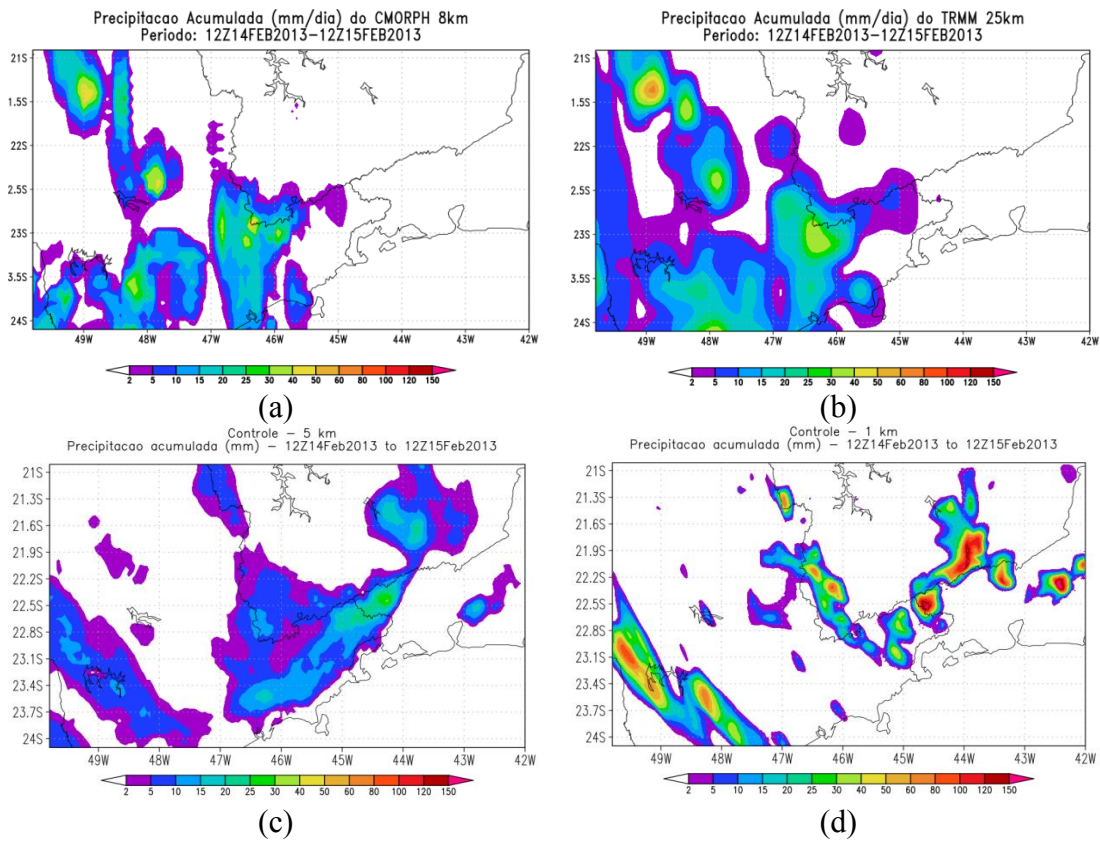 Precipitacao Acumulada (mm/dia) do CMORPH 8km
Periodo: 12Z14FEB2013-12Z15FEB2013
21S
1.5S
22S
2.5S
23S
3.5S
24S
49W 48W 47W 46W 45W 44W 43W 42W
2 5 10 15 20 25 30 40 50 60 80 100 120 150
(a)
Precipitacao Acumulada (mm/dia) do TRMM 25km
Periodo: 12Z14FEB2013-12Z15FEB2013
21S
1.5S
22S
2.5S
23S
3.5S
24S
49W 48W 47W 46W 45W 44W 43W 42W
2 5 10 15 20 25 30 40 50 60 80 100 120 150
(b)
Controle - 5 km
Precipitacao acumulada (mm) - 12Z14Feb2013 to 12Z15Feb2013
21S
21.3S
21.6S
21.9S
22.2S
22.5S
22.8S
23.1S
23.4S
23.7S
24S
49W 48W 47W 46W 45W 44W 43W 42W
2 5 10 15 20 25 30 40 50 60 80 100 120 150
(c)
Controle - 1 km
Precipitacao acumulada (mm) - 12Z14Feb2013 to 12Z15Feb2013
21S
21.3S
21.6S
21.9S
22.2S
22.5S
22.8S
23.1S
23.4S
23.7S
24S
49W 48W 47W 46W 45W 44W 43W 42W
2 5 10 15 20 25 30 40 50 60 80 100 120 150
(d)